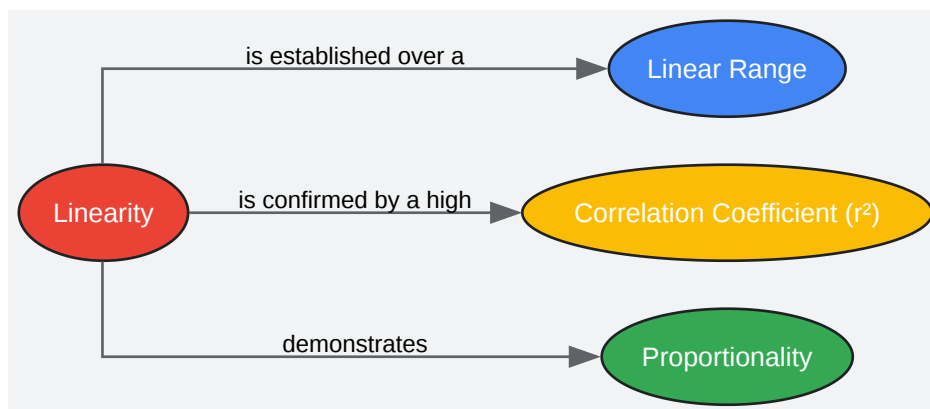 is established over a
Linear Range
Linearity
is confirmed by a high
Correlation Coefficient (r²)
demonstrates
Proportionality